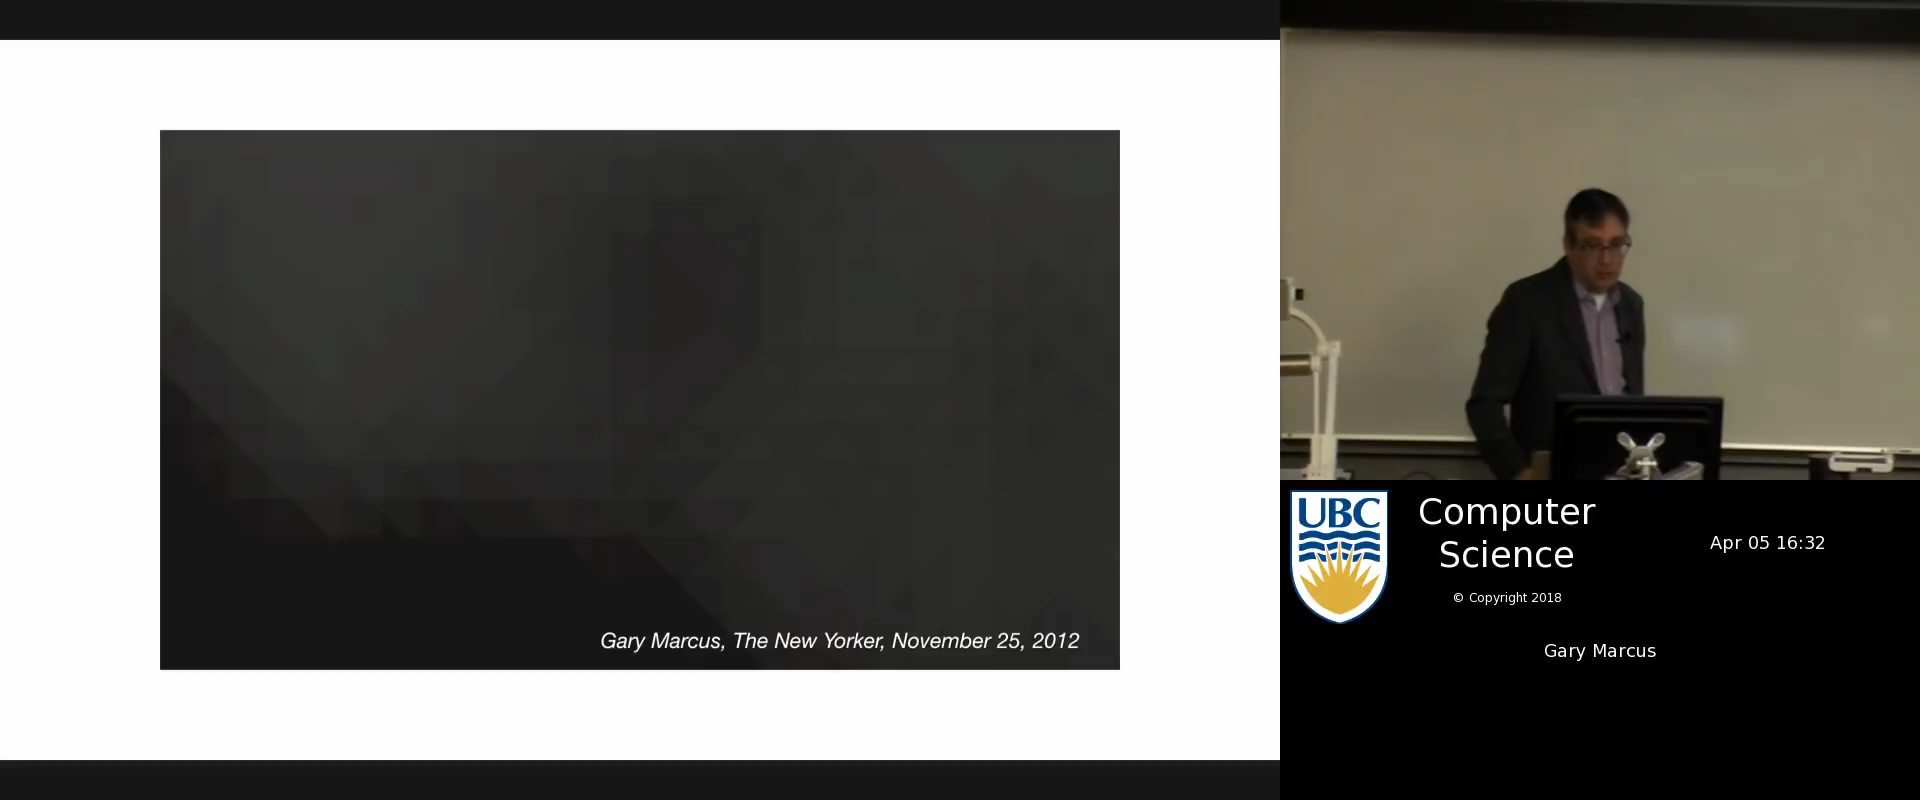 Gary Marcus, The New Yorker, November 25, 2012
UBC
Computer
Science
Apr 05 16:32
© Copyright 2018
Gary Marcus